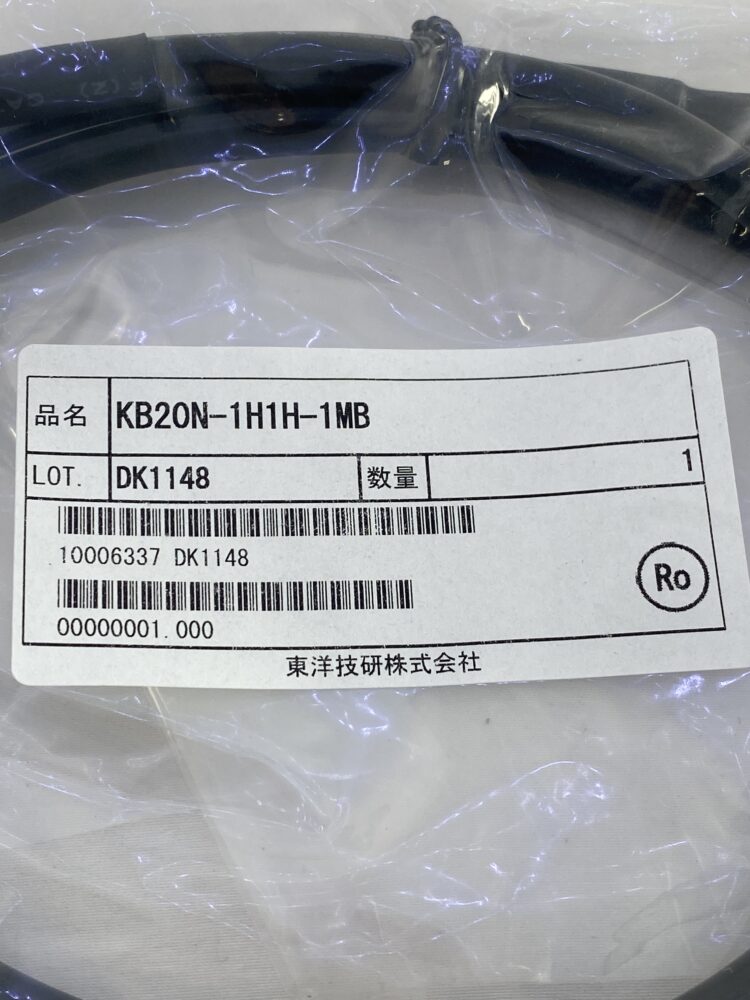 品名 KB20N-1H1H-1MB
LOT. DK1148 数量 1
10006337 DK1148
Ro
00000001.000
東洋技研株式会社